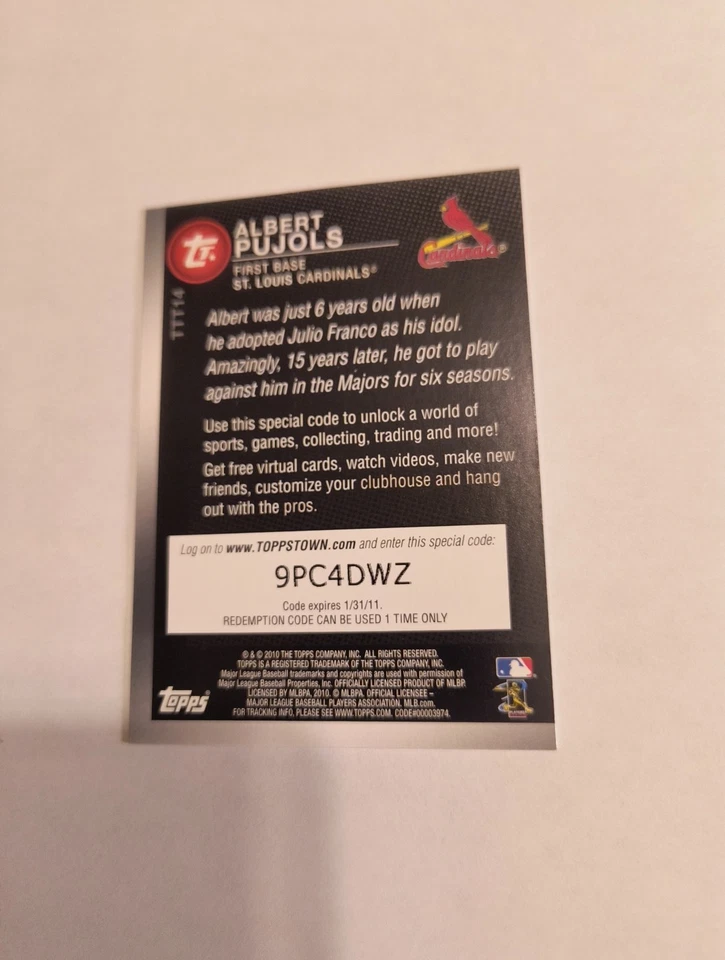 TT.
ALBERT
PUJOLS
FIRST BASE
ST. LOUIS CARDINALS®
Cardinals®
TTT14
Albert was just 6 years old when
he adopted Julio Franco as his idol.
Amazingly, 15 years later, he got to play
against him in the Majors for six seasons.
Use this special code to unlock a world of
sports, games, collecting, trading and more!
Get free virtual cards, watch videos, make new
friends, customize your clubhouse and hang
out with the pros.
Log on to www.TOPPSTOWN.com and enter this special code:
9PC4DWZ
Code expires 1/31/11.
REDEMPTION CODE CAN BE USED 1 TIME ONLY
® & © 2010 THE TOPPS COMPANY, INC. ALL RIGHTS RESERVED.
TOPPS IS A REGISTERED TRADEMARK OF THE TOPPS COMPANY, INC.
Major League Baseball trademarks and copyrights are used with permission of
Major League Baseball Properties, Inc. OFFICIALLY LICENSED PRODUCT OF MLBP.
LICENSED BY MLBPA, 2010. © MLBPA. OFFICIAL LICENSEE –
MAJOR LEAGUE BASEBALL PLAYERS ASSOCIATION. MLB.com.
FOR TRACKING INFO, PLEASE SEE WWW.TOPPS.COM. CODE#00003974.
Topps®